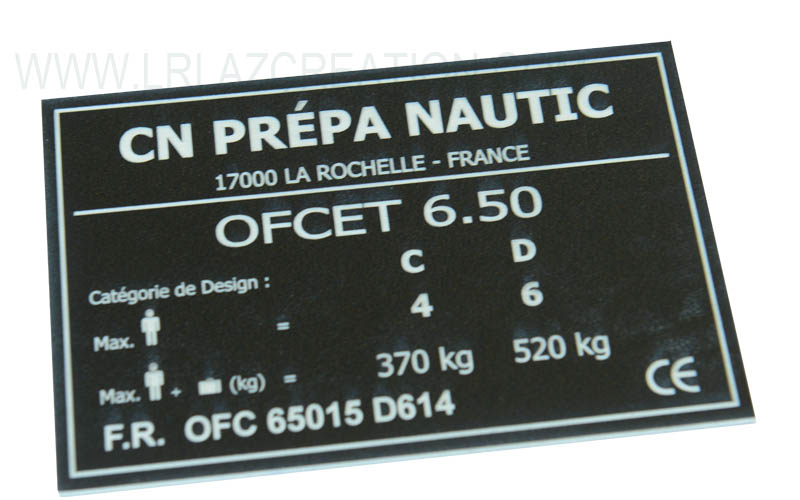 WWW.LRLAZCREATION.COM
CN PRÉPA NAUTIC
17000 LA ROCHELLE - FRANCE
OFCET 6.50
C D
Catégorie de Design :
Max. = 4 6
Max. + (kg) = 370 kg 520 kg
F.R. OFC 65015 D614
CE